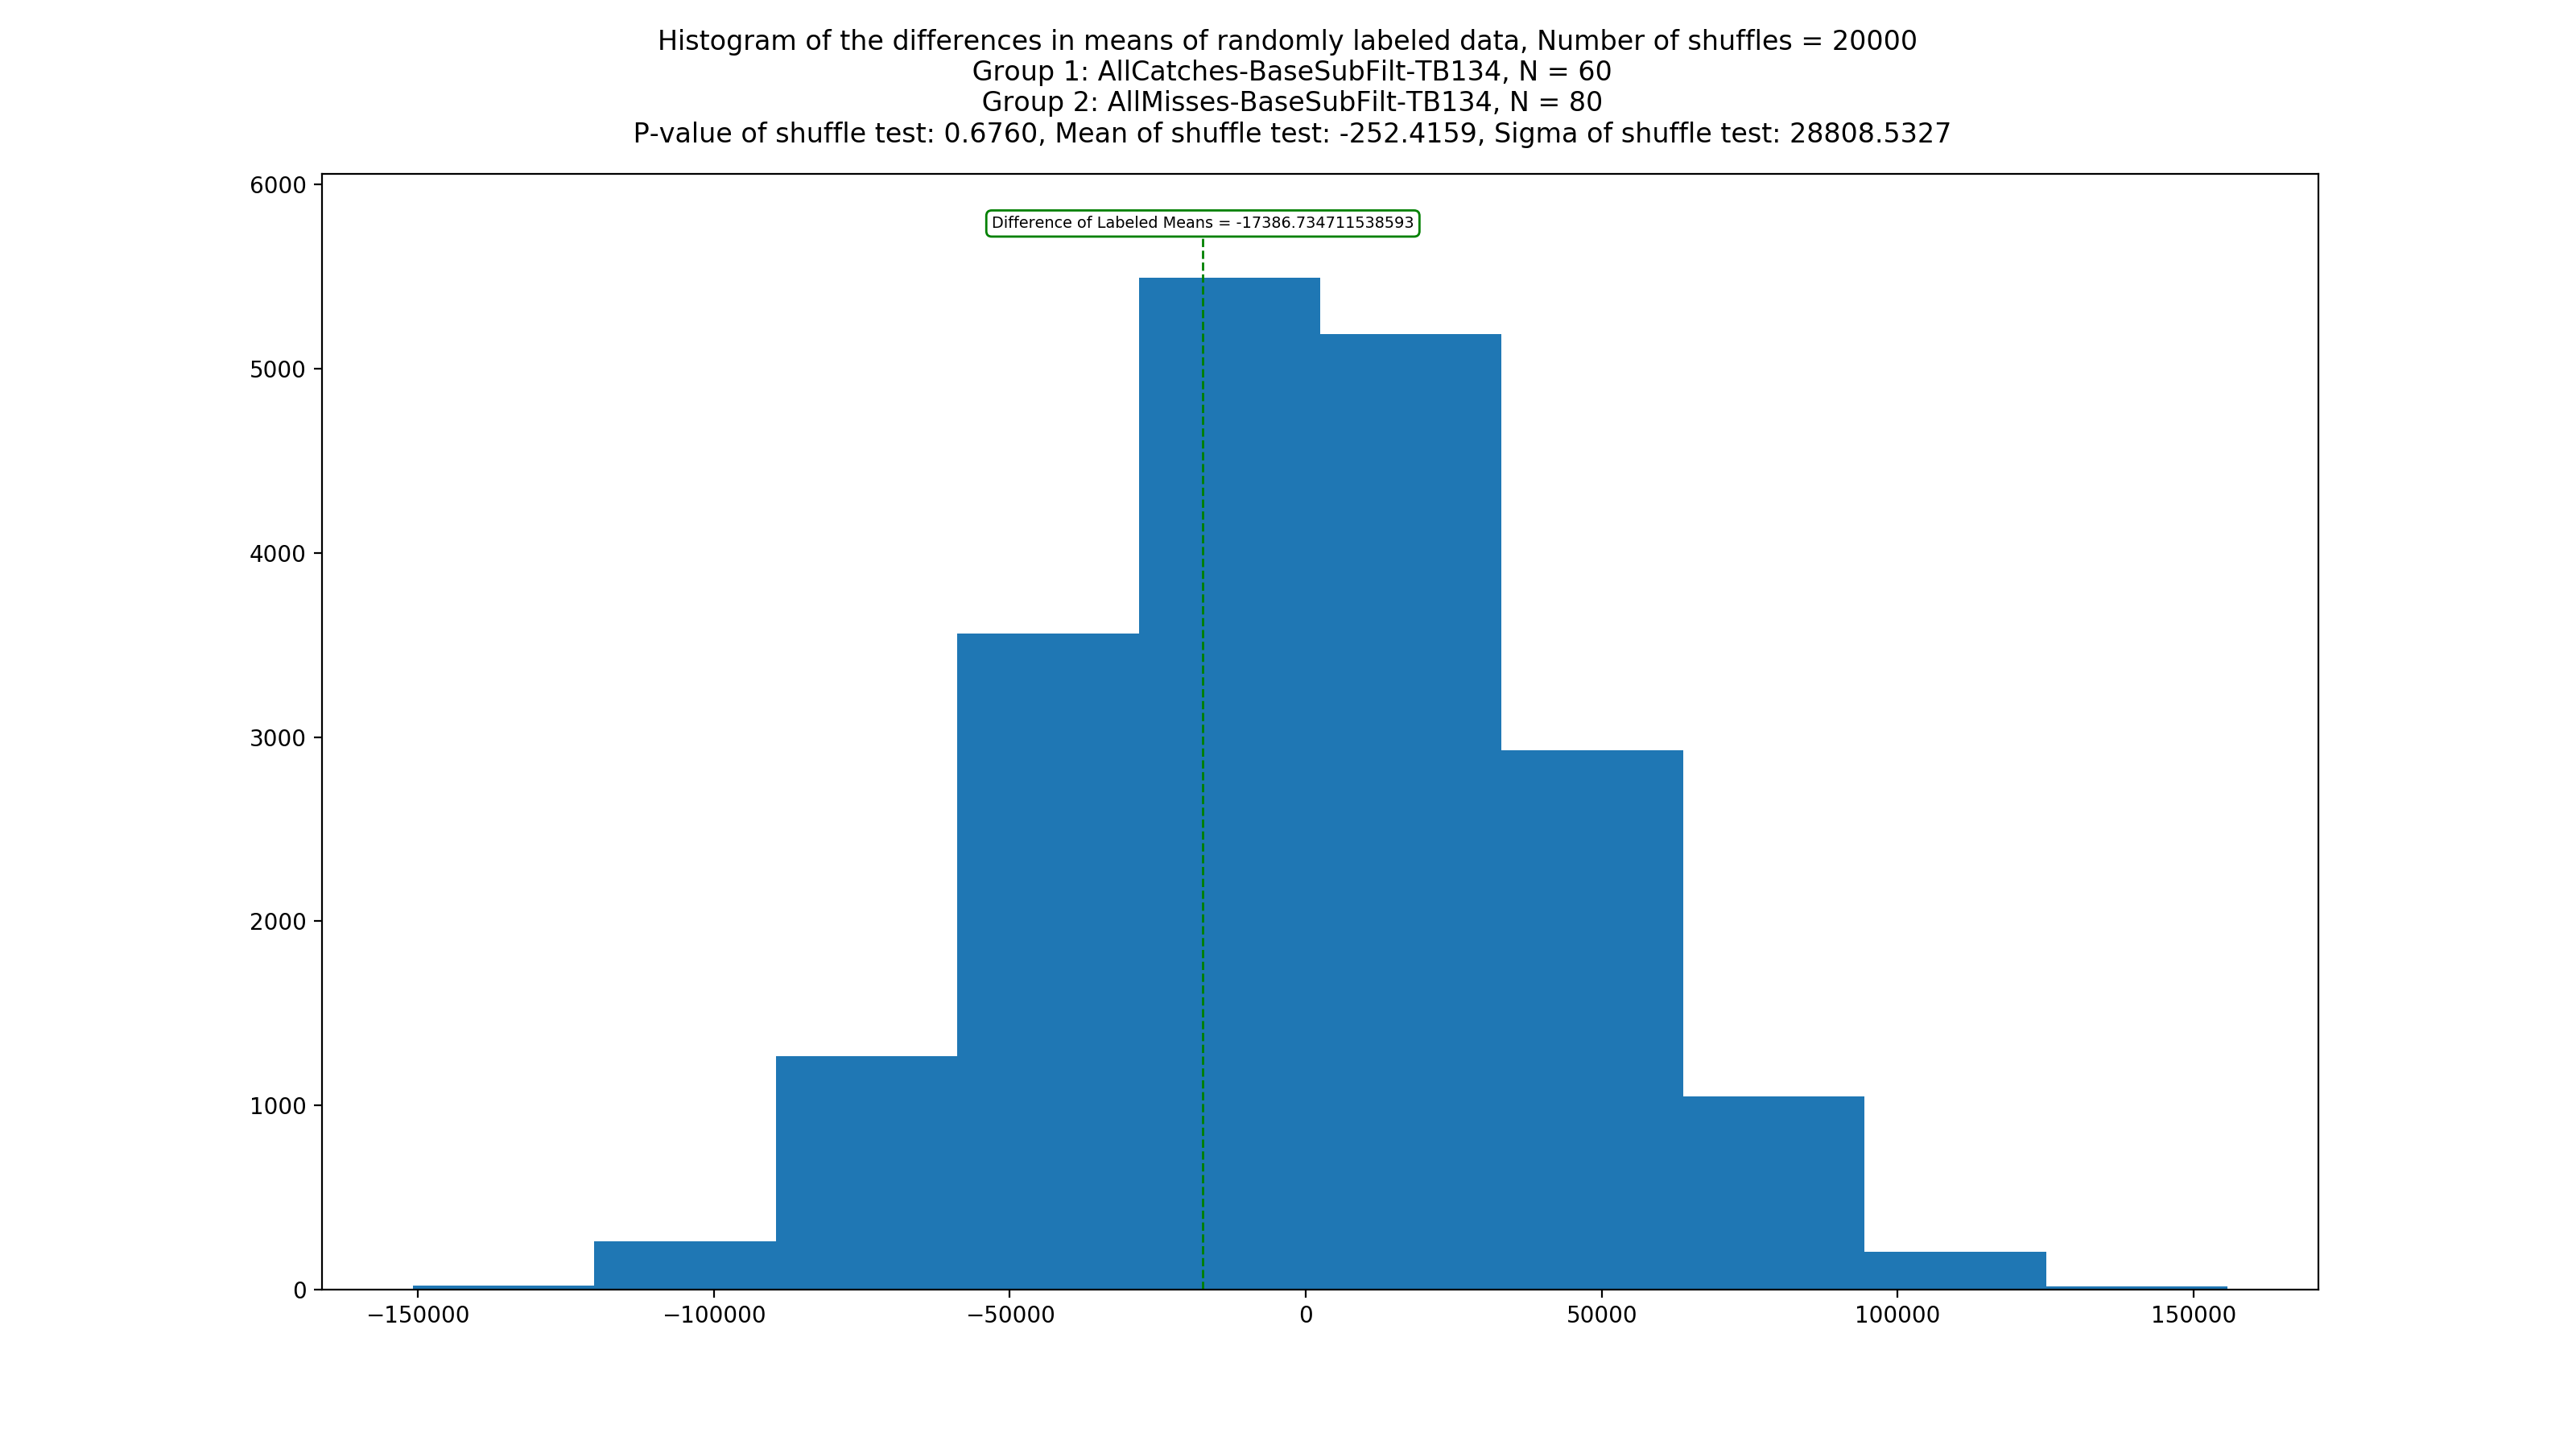 Histogram of the differences in means of randomly labeled data, Number of shuffles = 20000
Group 1: AllCatches-BaseSubFilt-TB134, N = 60
Group 2: AllMisses-BaseSubFilt-TB134, N = 80
P-value of shuffle test: 0.6760, Mean of shuffle test: -252.4159, Sigma of shuffle test: 28808.5327
6000
Difference of Labeled Means = -17386.734711538593
5000
4000
3000
2000
1000
0
−150000 −100000 −50000 0 50000 100000 150000